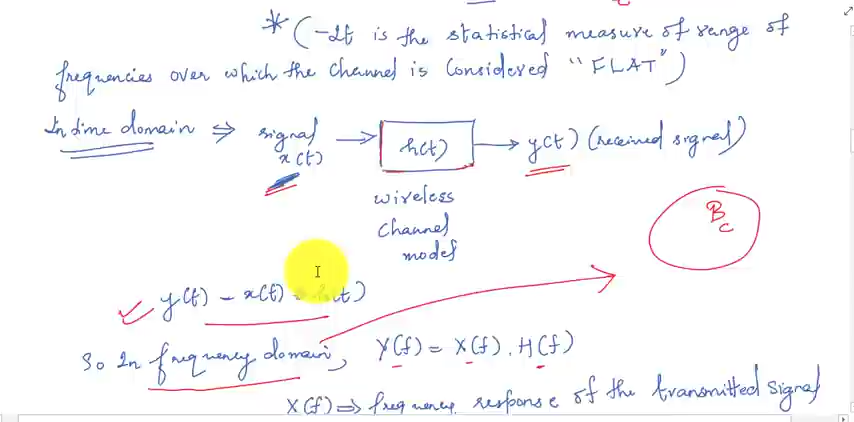 * (-It is the statistical measure of range of
frequencies over which the channel is considered "FLAT")
In time domain ⇒ signal x(t) → h(t) → y(t) (received signal)
wireless
channel
model
Bc
y(t) = x(t) * h(t)
So In frequency domain, Y(f) = X(f) . H(f)
X(f) ⇒ frequency response of the transmitted signal